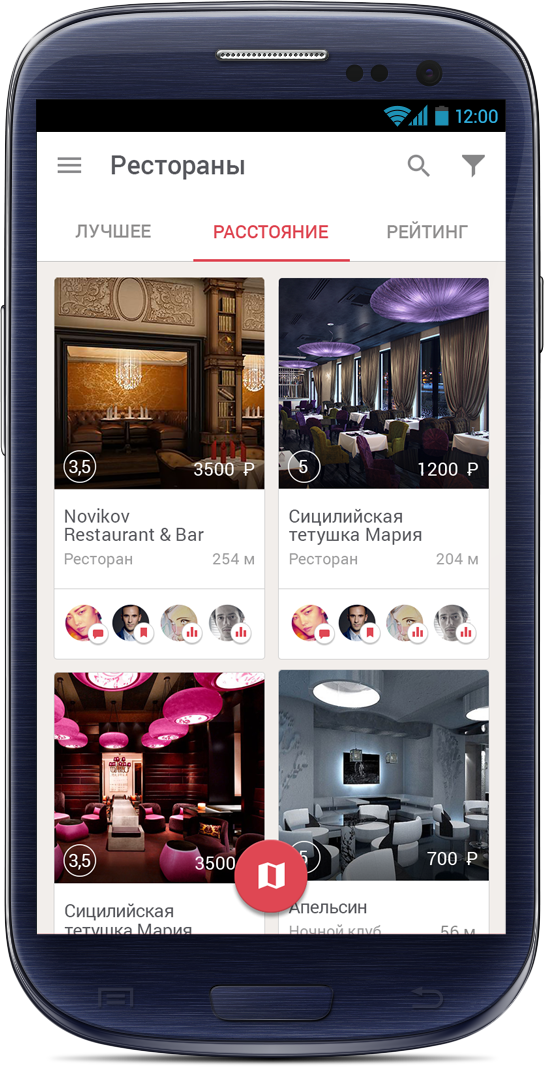 12:00
Рестораны
ЛУЧШЕЕ РАССТОЯНИЕ РЕЙТИНГ
3,5 3500 ₽
5 1200 ₽
Novikov
Restaurant & Bar
Ресторан 254 м
Сицилийская
тетушка Мария
Ресторан 204 м
3,5 3500
5 700 ₽
Сицилийская
тетушка Мария
Апельсин
Ночной клуб 56 м